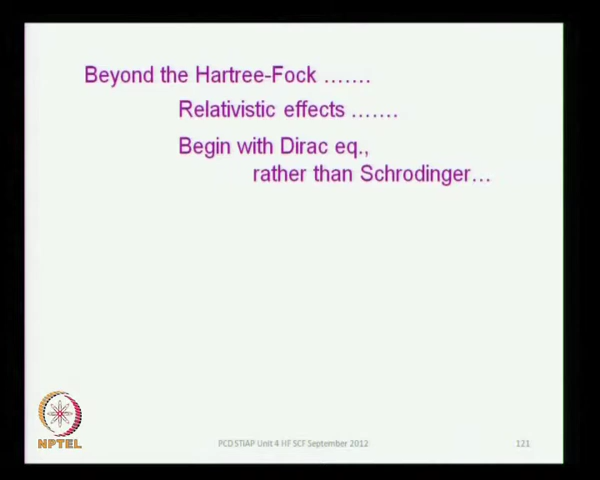 Beyond the Hartree-Fock …….
Relativistic effects …….
Begin with Dirac eq.,
rather than Schrodinger…
NPTEL
PCD STIAP Unit 4 HF SCF September 2012
121